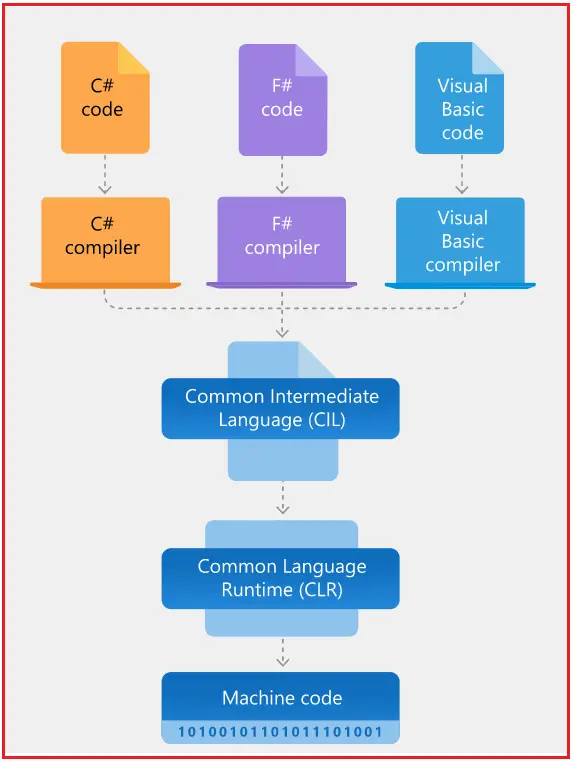 C#
code
F#
code
Visual
Basic
code
C#
compiler
F#
compiler
Visual
Basic
compiler
Common Intermediate
Language (CIL)
Common Language
Runtime (CLR)
Machine code
101001011010111101001